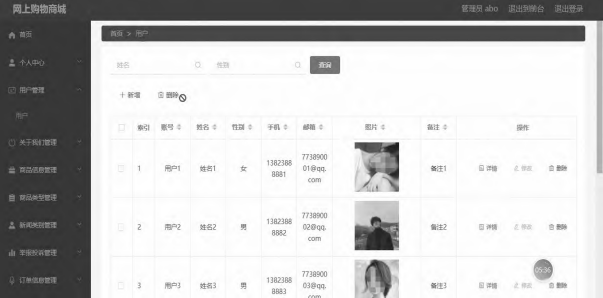 网上购物商城
管理员 abo 退出到前台 退出登录
首页
个人中心
用户管理
用户
关于我们管理
商品信息管理
商品类型管理
新闻类别管理
举报投诉管理
订单信息管理
首页 > 用户
姓名 性别 查询
+ 新增 删除
索引 账号 姓名 性别 手机 邮箱 照片 备注 操作
1 用户1 姓名1 女 13823888881 773890001@qq.com 备注1 详情 修改 删除
2 用户2 姓名2 男 13823888882 773890002@qq.com 备注2 详情 修改 删除
3 用户3 姓名3 男 13823888883 773890003@qq.com 备注3 详情 修改 删除
05:36